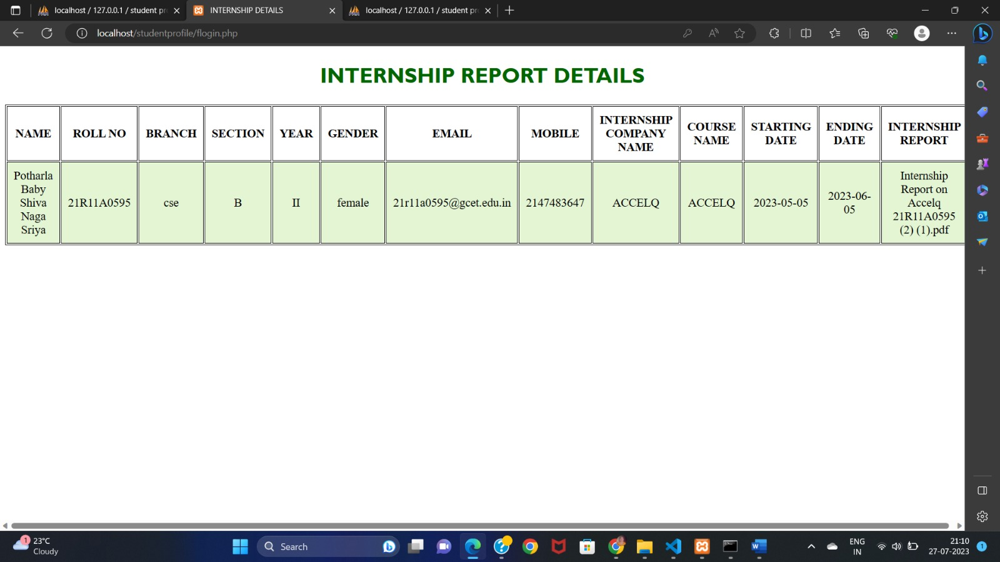 localhost / 127.0.0.1 / student pr
INTERNSHIP DETAILS
localhost / 127.0.0.1 / student pr
localhost/studentprofile/flogin.php
INTERNSHIP REPORT DETAILS
NAME
ROLL NO
BRANCH
SECTION
YEAR
GENDER
EMAIL
MOBILE
INTERNSHIP
COMPANY
NAME
COURSE
NAME
STARTING
DATE
ENDING
DATE
INTERNSHIP
REPORT
Potharla
Baby
Shiva
Naga
Sriya
21R11A0595
cse
B
II
female
21r11a0595@gcet.edu.in
2147483647
ACCELQ
ACCELQ
2023-05-05
2023-06-
05
Internship
Report on
Accelq
21R11A0595
(2) (1).pdf
1
23°C
Cloudy
Search
ENG
IN
21:10
27-07-2023
1